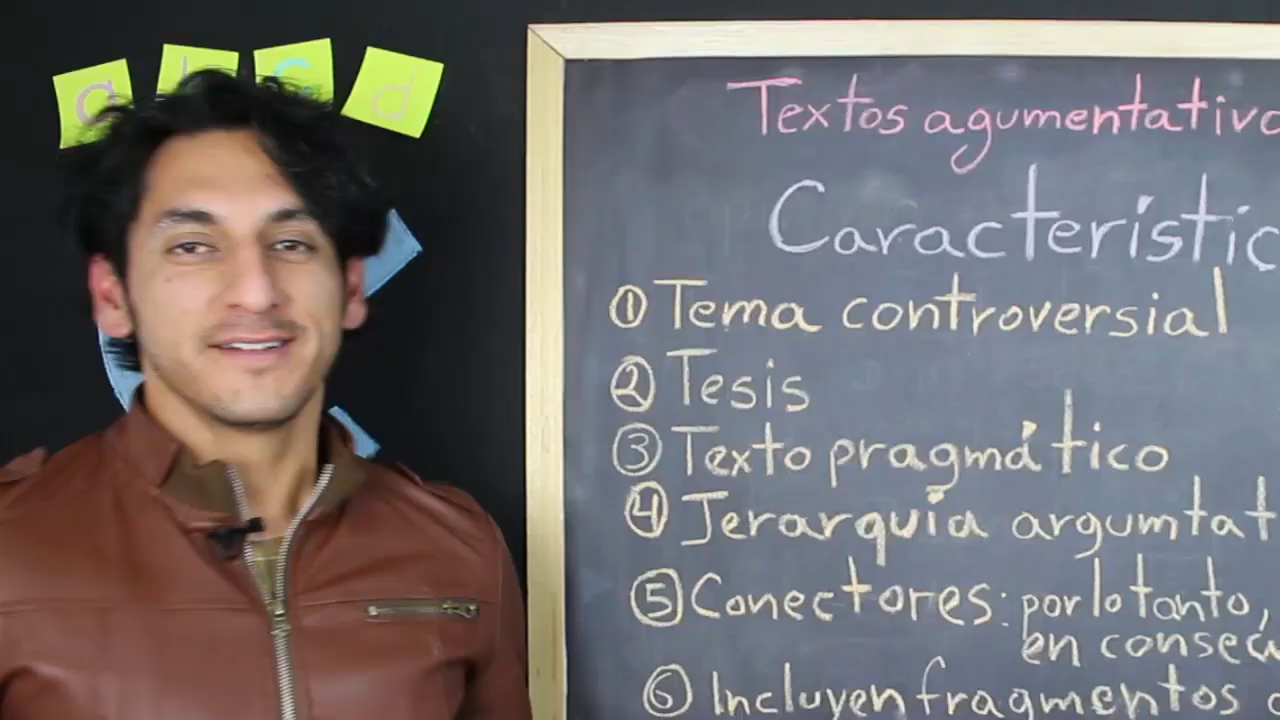 a b c d
Textos agumentativo
Característic
① Tema controversial
② Tesis
③ Texto pragmático
④ Jerarquía argumtat
⑤ Conectores: por lo tanto,
en consecu
⑥ Incluyen fragmentos